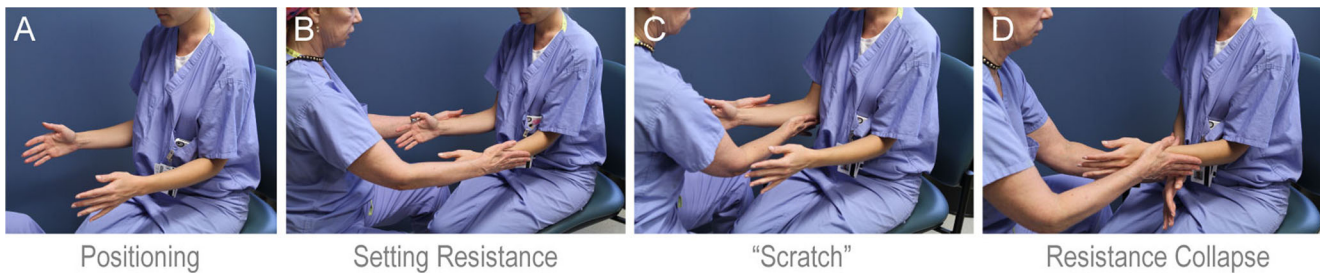 A
B
C
D
Positioning
Setting Resistance
“Scratch”
Resistance Collapse